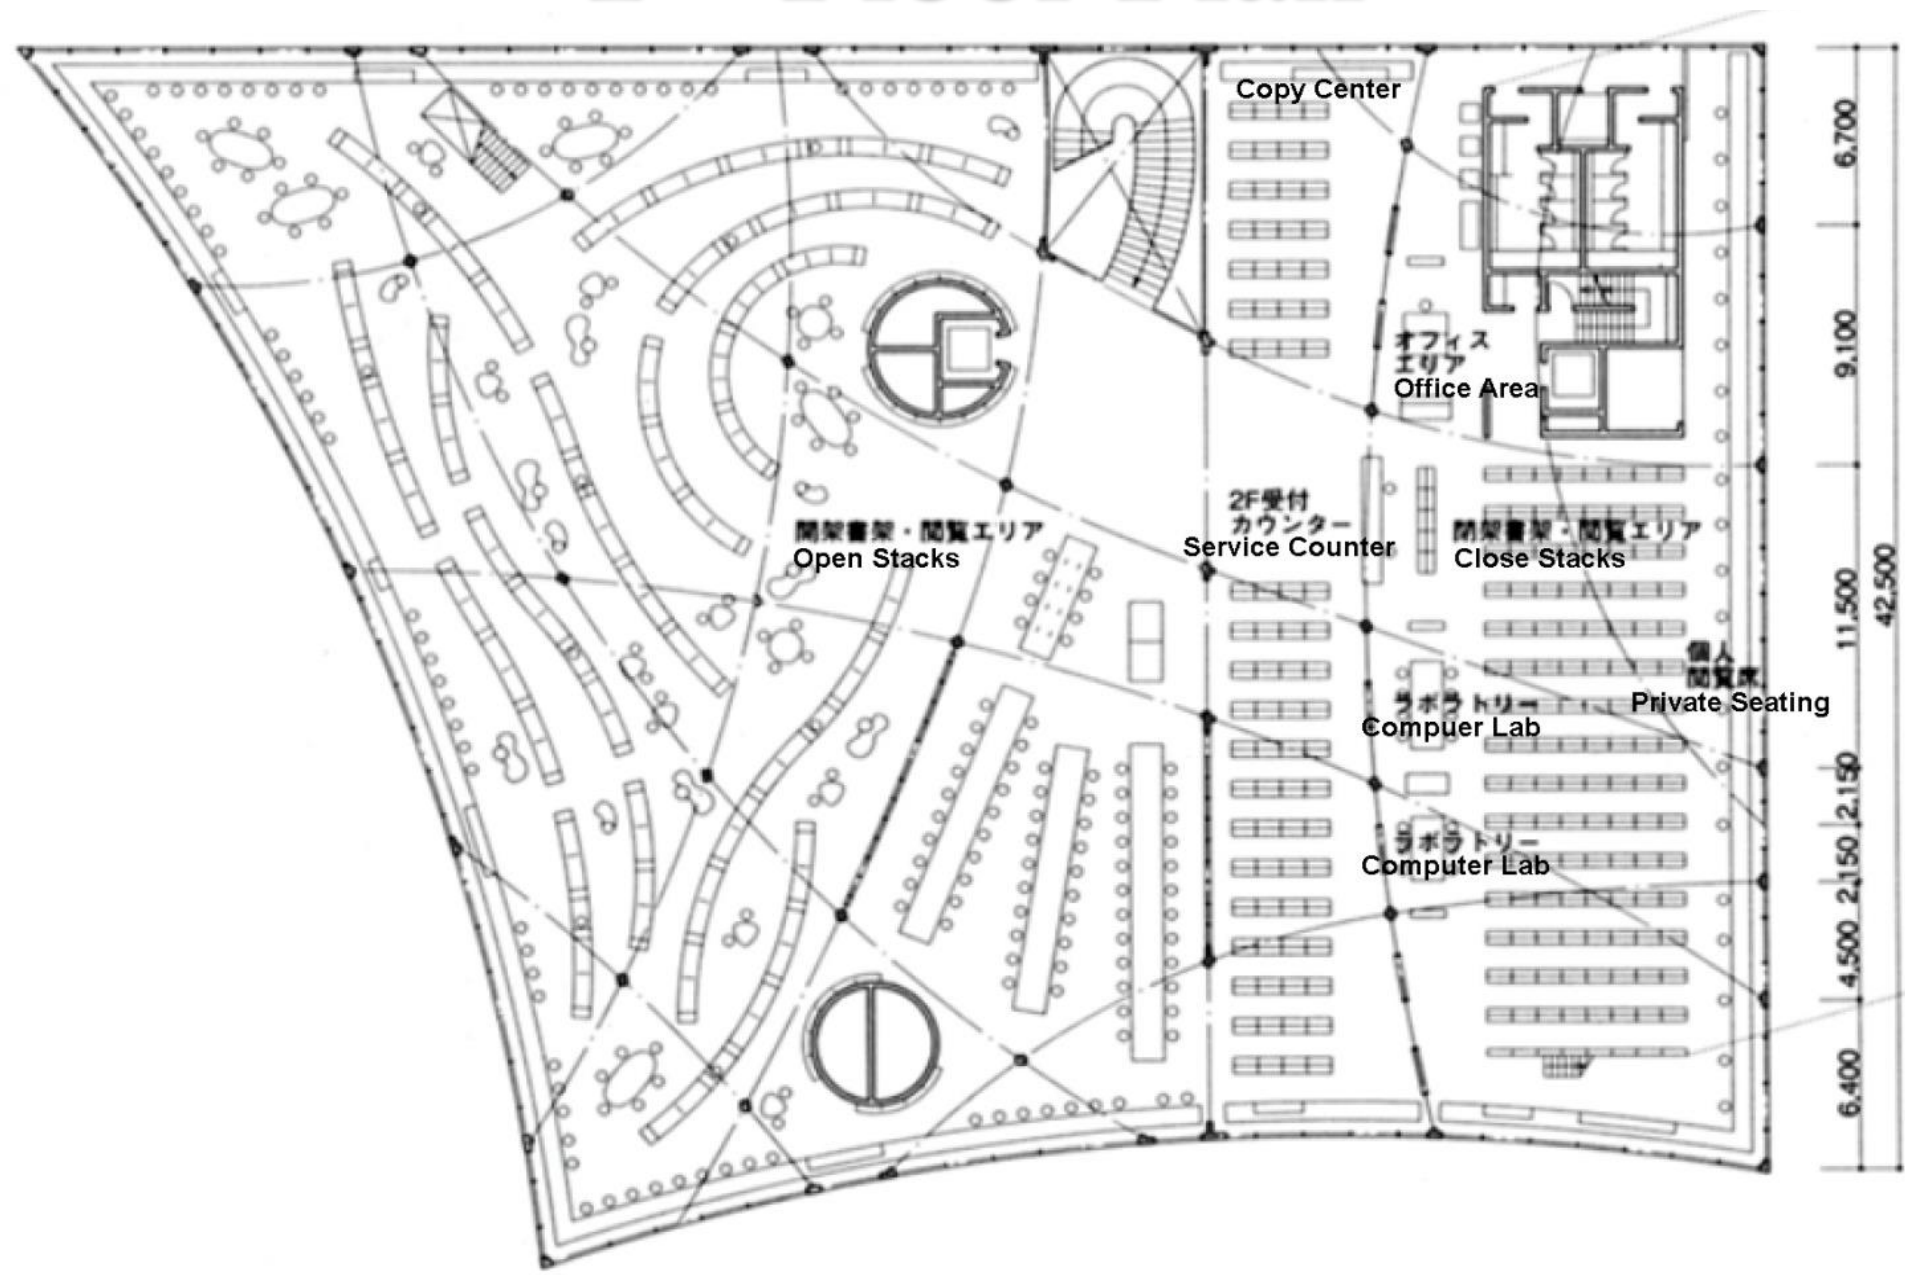 Copy Center
オフィス
エリア
Office Area
2F受付
カウンター
Service Counter
開架書架・閲覧エリア
Open Stacks
閉架書架・閲覧エリア
Close Stacks
個人
閲覧席
Private Seating
ラボラトリー
Compuer Lab
ラボラトリー
Computer Lab
6,700
9,100
11,500
2,150
2,150
4,500
6,400
42,500